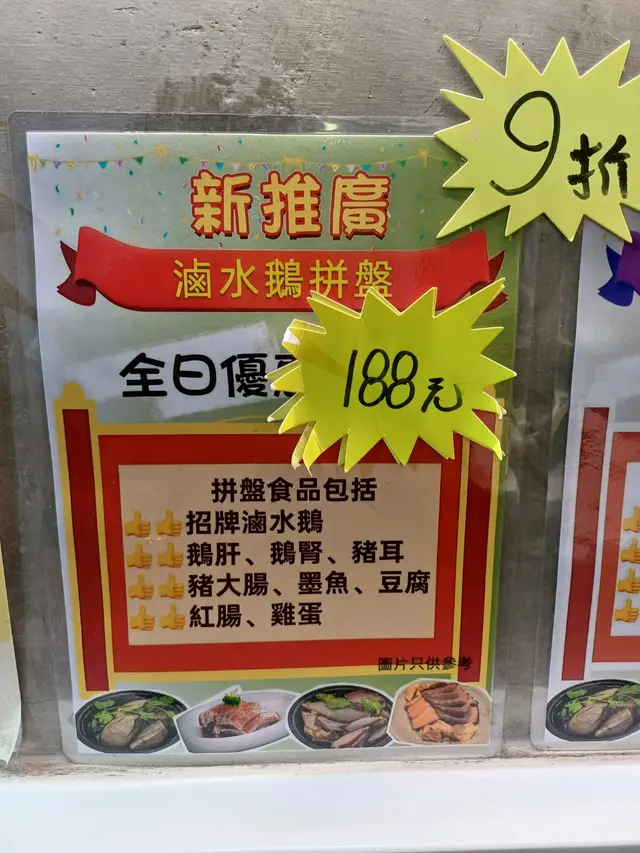 9折
新推廣
滷水鵝拼盤
全日優惠
188元
拼盤食品包括
👍👍招牌滷水鵝
👍👍鵝肝、鵝腎、豬耳
👍👍豬大腸、墨魚、豆腐
👍👍紅腸、雞蛋
圖片只供參考